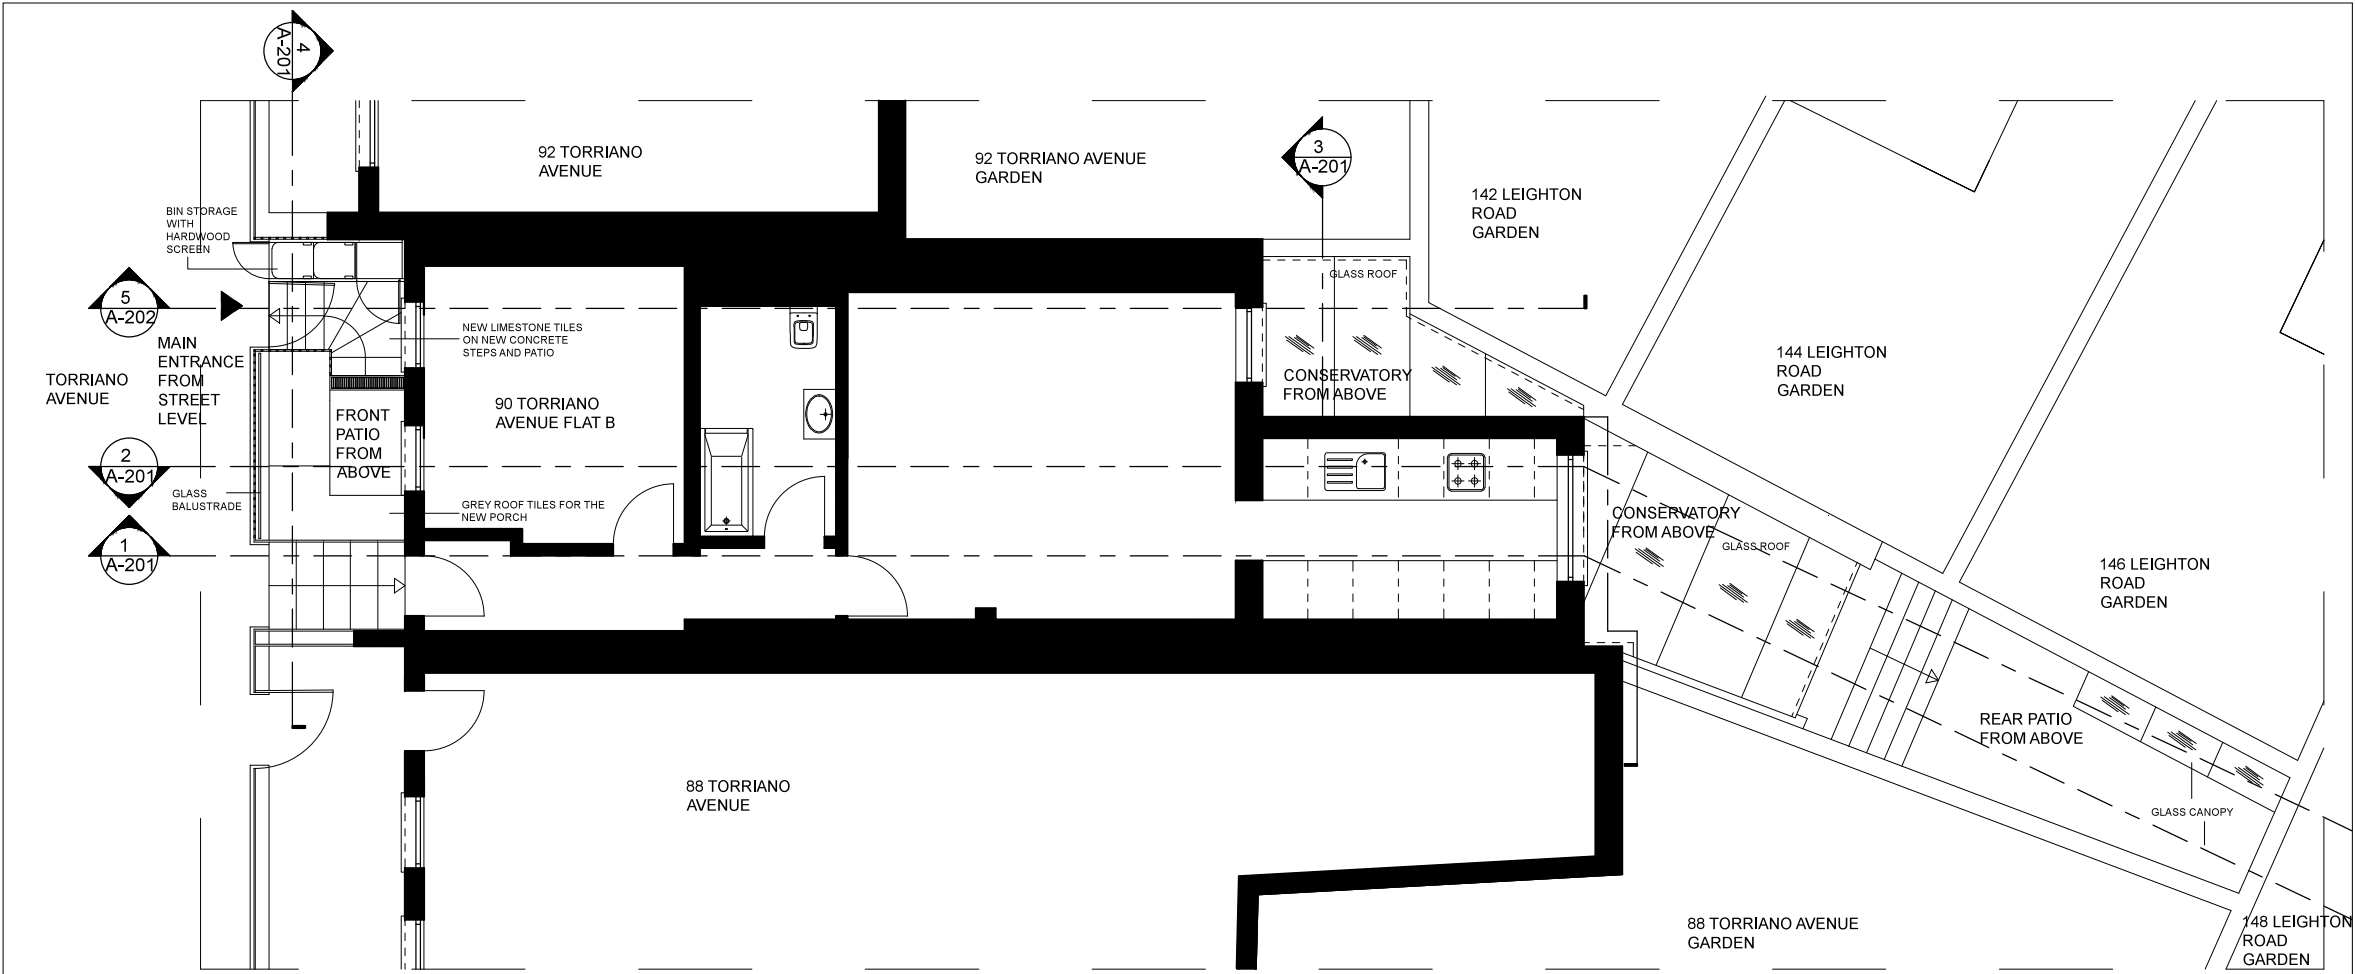 4
A-201
92 TORRIANO
AVENUE
92 TORRIANO AVENUE
GARDEN
3
A-201
142 LEIGHTON
ROAD
GARDEN
BIN STORAGE
WITH
HARDWOOD
SCREEN
GLASS ROOF
5
A-202
MAIN
ENTRANCE
FROM
STREET
LEVEL
NEW LIMESTONE TILES
ON NEW CONCRETE
STEPS AND PATIO
TORRIANO
AVENUE
144 LEIGHTON
ROAD
GARDEN
CONSERVATORY
FROM ABOVE
FRONT
PATIO
FROM
ABOVE
90 TORRIANO
AVENUE FLAT B
2
A-201
GLASS
BALUSTRADE
GREY ROOF TILES FOR THE
NEW PORCH
1
A-201
CONSERVATORY
FROM ABOVE
GLASS ROOF
146 LEIGHTON
ROAD
GARDEN
REAR PATIO
FROM ABOVE
88 TORRIANO
AVENUE
GLASS CANOPY
88 TORRIANO AVENUE
GARDEN
148 LEIGHTON
ROAD
GARDEN